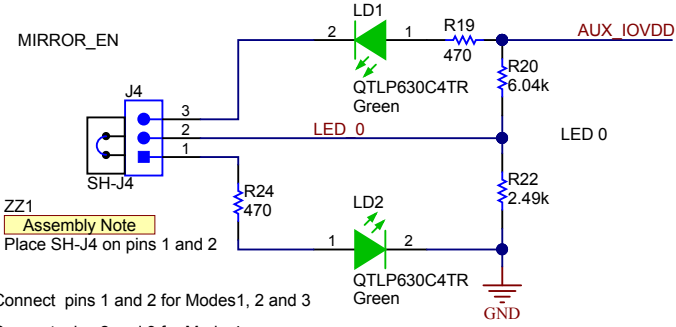 LD1
MIRROR_EN
2
1
R19
470
AUX_IOVDD
QTLP630C4TR
Green
R20
6.04k
J4
3
2
1
LED_0
LED 0
SH-J4
R24
470
R22
2.49k
ZZ1
Assembly Note
Place SH-J4 on pins 1 and 2
LD2
1
2
QTLP630C4TR
Green
GND
Connect pins 1 and 2 for Modes1, 2 and 3